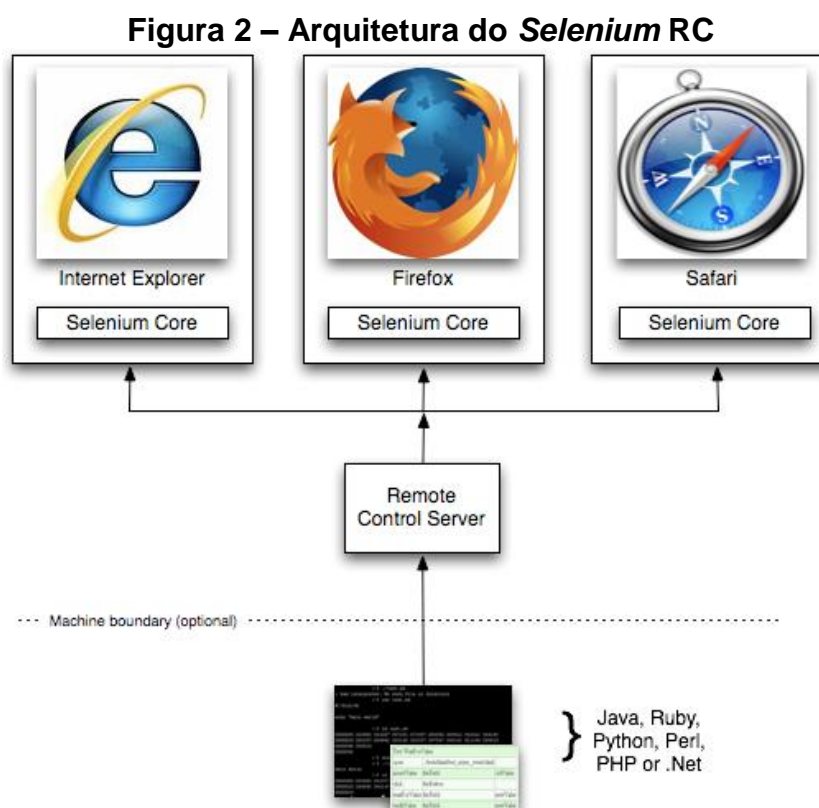 Figura 2 – Arquitetura do Selenium RC
Internet Explorer
Selenium Core
Firefox
Selenium Core
Safari
Selenium Core
Remote
Control Server
Machine boundary (optional)
Java, Ruby,
Python, Perl,
PHP or .Net